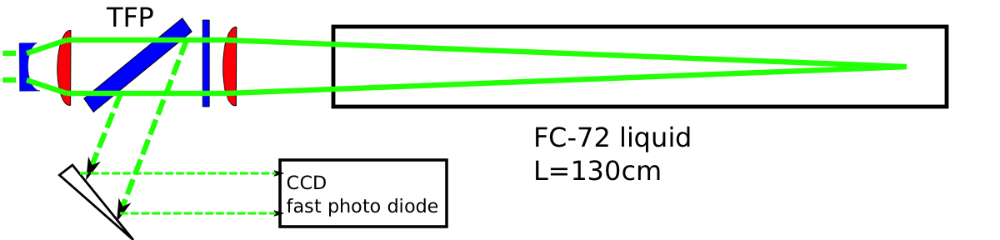 TFP
FC-72 liquid
L=130cm
CCD
fast photo diode